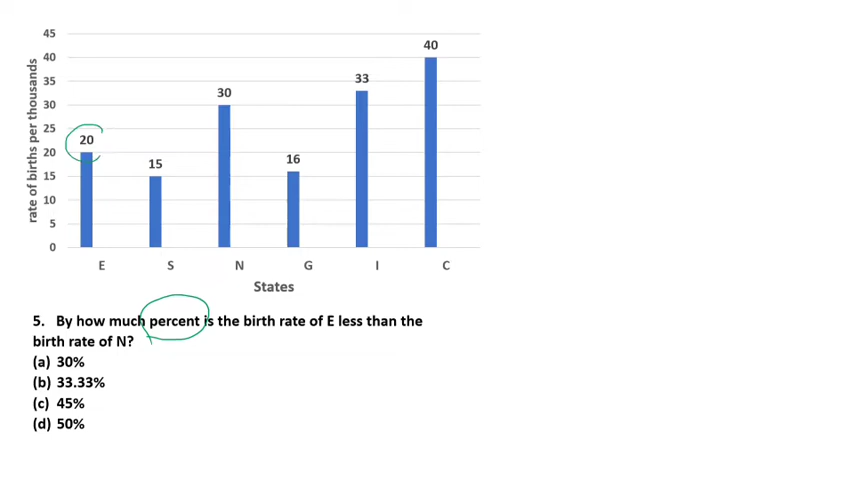 45
40
35
30
25
20
15
10
5
0
rate of births per thousands
20
15
30
16
33
40
E S N G I C
States
5. By how much percent is the birth rate of E less than the
birth rate of N?
(a) 30%
(b) 33.33%
(c) 45%
(d) 50%